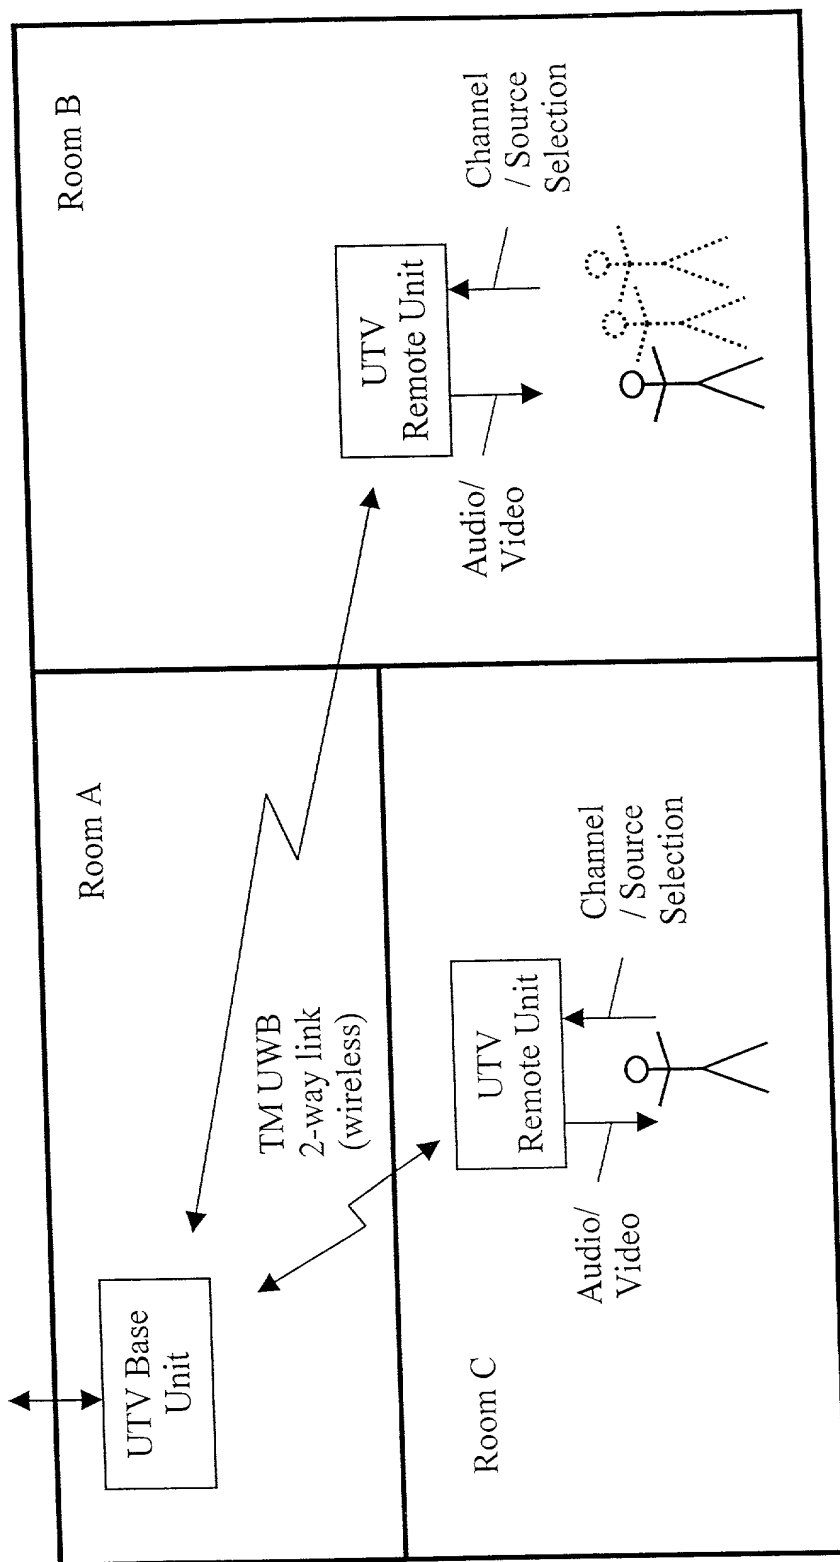 Room A
UTV Base
Unit
TM UWB
2-way link
(wireless)
Room B
UTV
Remote Unit
Audio/
Video
Channel
/ Source
Selection
Room C
UTV
Remote Unit
Audio/
Video
Channel
/ Source
Selection